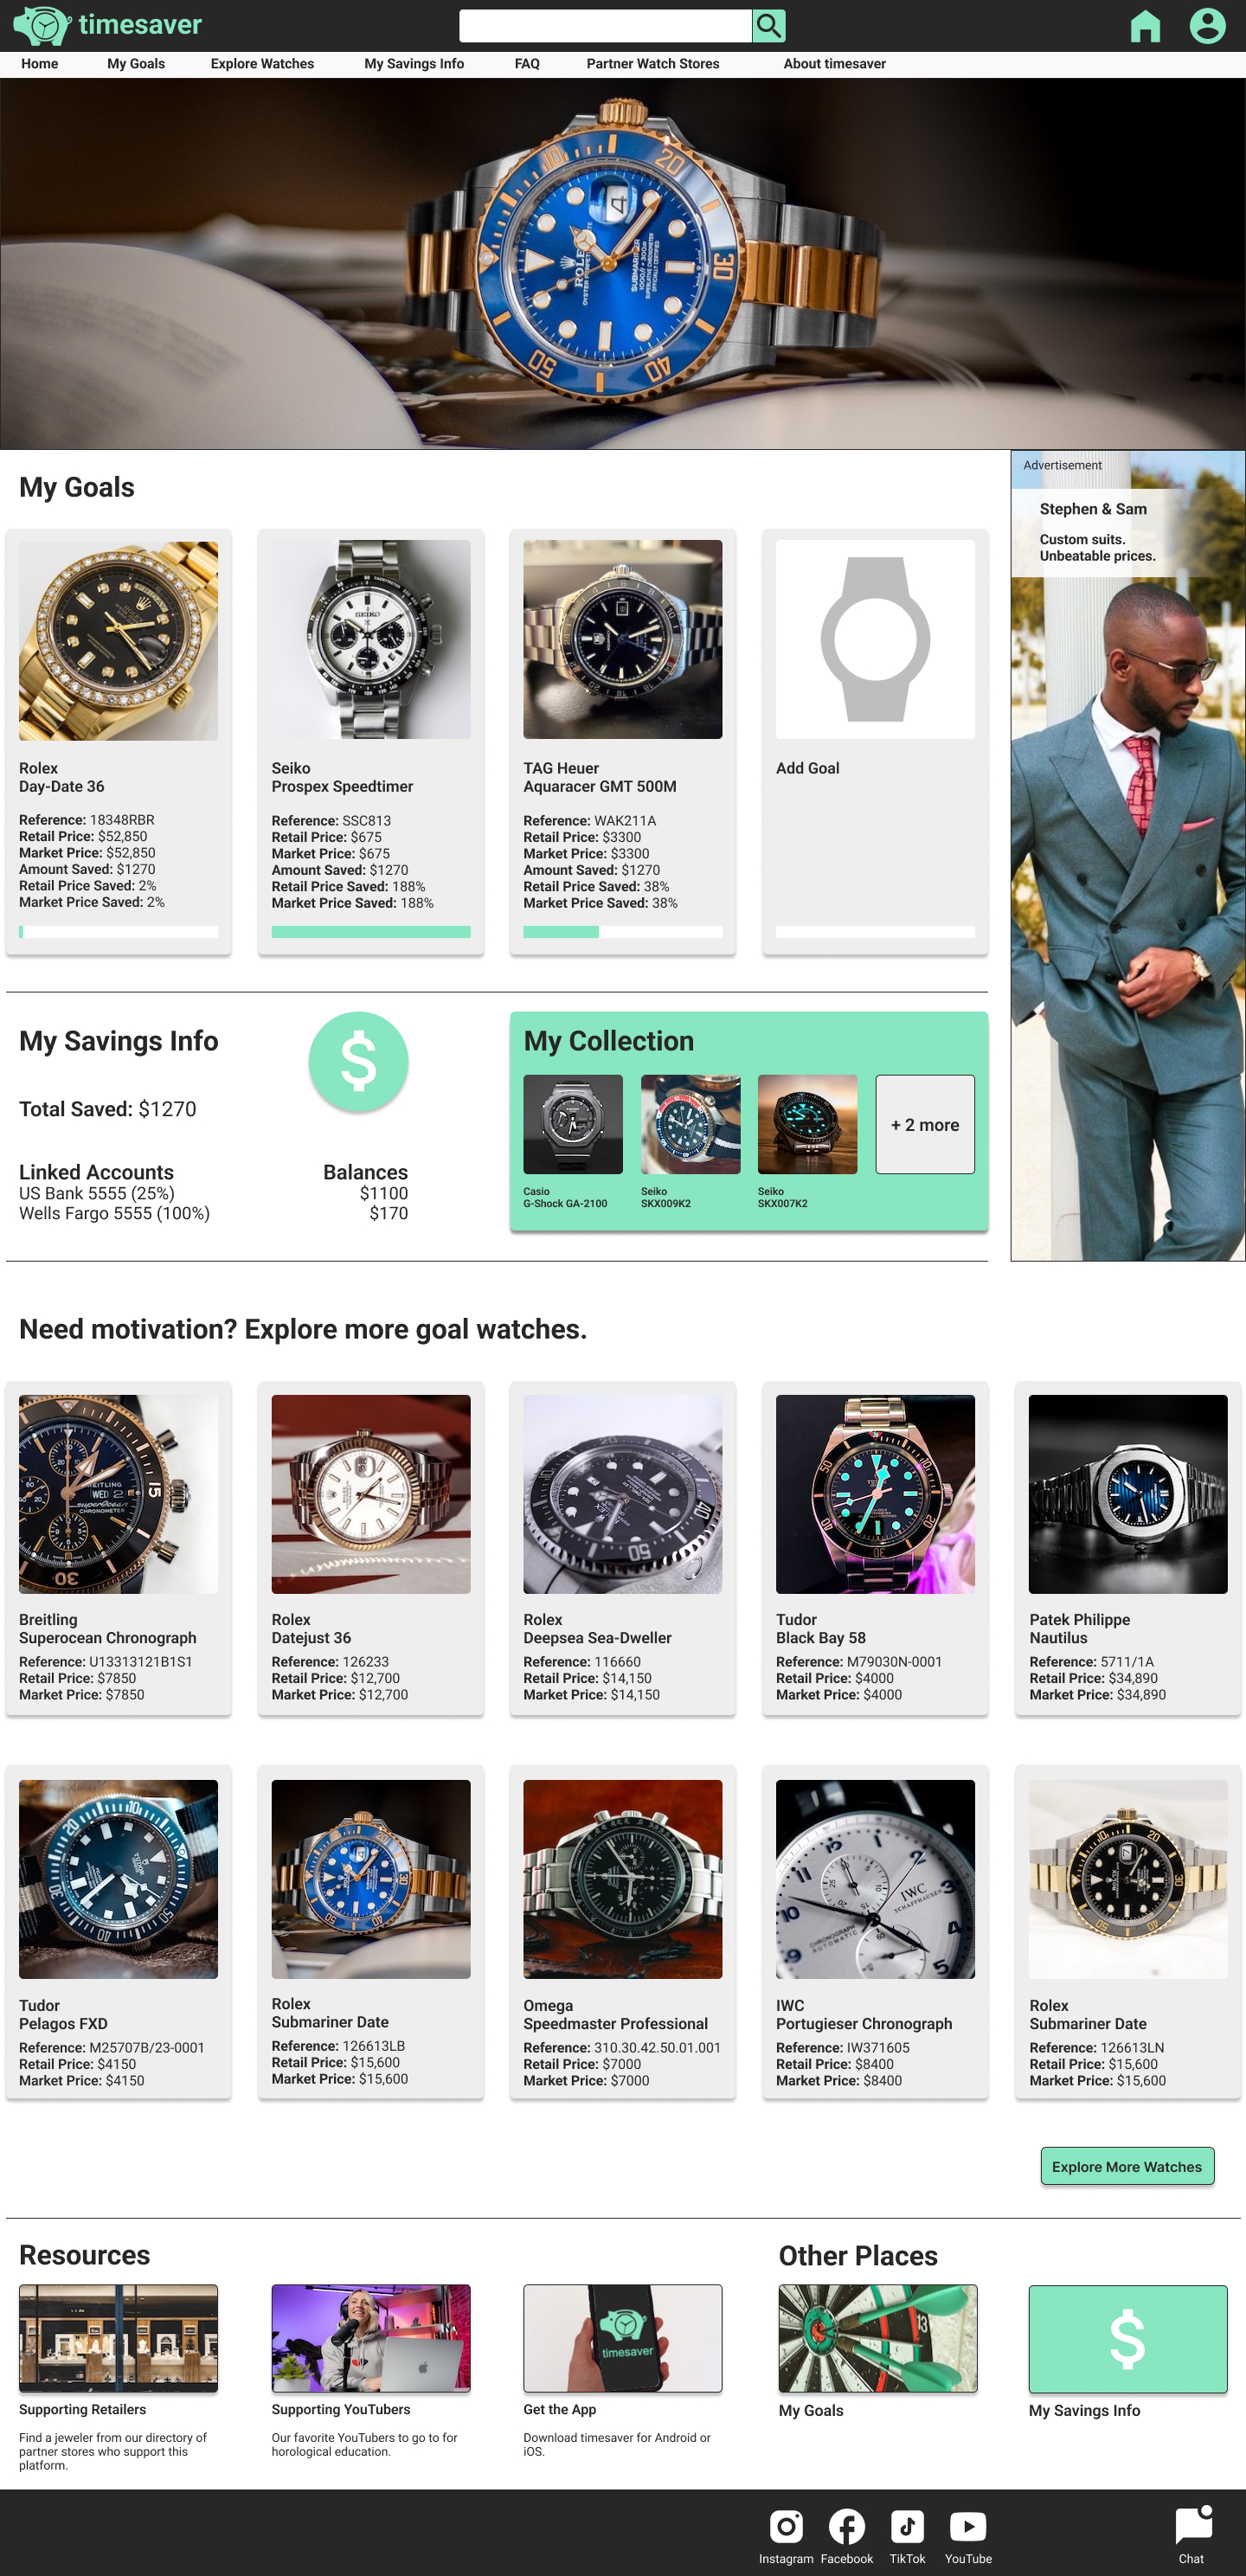 timesaver
Home My Goals Explore Watches My Savings Info FAQ Partner Watch Stores About timesaver
ROLEX
SUBMARINER
20
30
40
50
My Goals
Advertisement
Stephen & Sam
Custom suits.
Unbeatable prices.
SEIKO
Rolex
Day-Date 36
Reference: 18348RBR
Retail Price: $52,850
Market Price: $52,850
Amount Saved: $1270
Retail Price Saved: 2%
Market Price Saved: 2%
Seiko
Prospex Speedtimer
Reference: SSC813
Retail Price: $675
Market Price: $675
Amount Saved: $1270
Retail Price Saved: 188%
Market Price Saved: 188%
TAG Heuer
Aquaracer GMT 500M
Reference: WAK211A
Retail Price: $3300
Market Price: $3300
Amount Saved: $1270
Retail Price Saved: 38%
Market Price Saved: 38%
Add Goal
My Savings Info
$
Total Saved: $1270
Linked Accounts Balances
US Bank 5555 (25%) $1100
Wells Fargo 5555 (100%) $170
My Collection
+ 2 more
Casio
G-Shock GA-2100
Seiko
SKX009K2
Seiko
SKX007K2
Need motivation? Explore more goal watches.
Breitling
Superocean Chronograph
Reference: U13313121B1S1
Retail Price: $7850
Market Price: $7850
Rolex
Datejust 36
Reference: 126233
Retail Price: $12,700
Market Price: $12,700
Rolex
Deepsea Sea-Dweller
Reference: 116660
Retail Price: $14,150
Market Price: $14,150
Tudor
Black Bay 58
Reference: M79030N-0001
Retail Price: $4000
Market Price: $4000
Patek Philippe
Nautilus
Reference: 5711/1A
Retail Price: $34,890
Market Price: $34,890
IWC
SCHAFFHAUSEN
CHRONOGRAPH
AUTOMATIC
Tudor
Pelagos FXD
Reference: M25707B/23-0001
Retail Price: $4150
Market Price: $4150
Rolex
Submariner Date
Reference: 126613LB
Retail Price: $15,600
Market Price: $15,600
Omega
Speedmaster Professional
Reference: 310.30.42.50.01.001
Retail Price: $7000
Market Price: $7000
IWC
Portugieser Chronograph
Reference: IW371605
Retail Price: $8400
Market Price: $8400
Rolex
Submariner Date
Reference: 126613LN
Retail Price: $15,600
Market Price: $15,600
Explore More Watches
Resources
Other Places
timesaver
13
$
Supporting Retailers
Find a jeweler from our directory of
partner stores who support this
platform.
Supporting YouTubers
Our favorite YouTubers to go to for
horological education.
Get the App
Download timesaver for Android or
iOS.
My Goals
My Savings Info
Instagram Facebook TikTok YouTube Chat